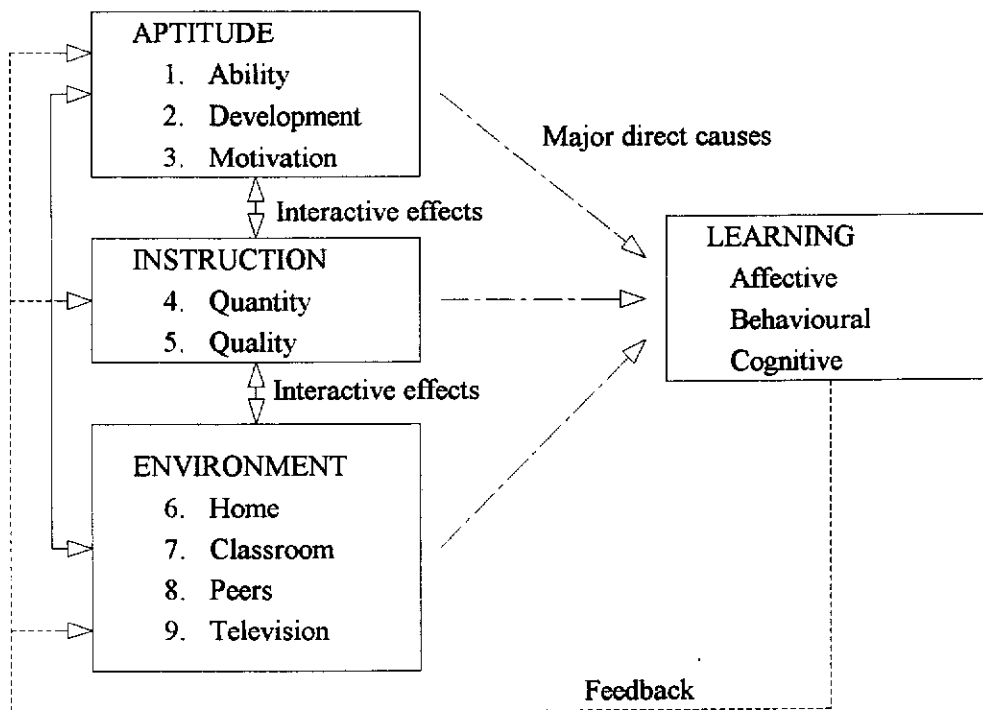 APTITUDE
1. Ability
2. Development
3. Motivation
Major direct causes
Interactive effects
INSTRUCTION
4. Quantity
5. Quality
Interactive effects
ENVIRONMENT
6. Home
7. Classroom
8. Peers
9. Television
LEARNING
Affective
Behavioural
Cognitive
Feedback